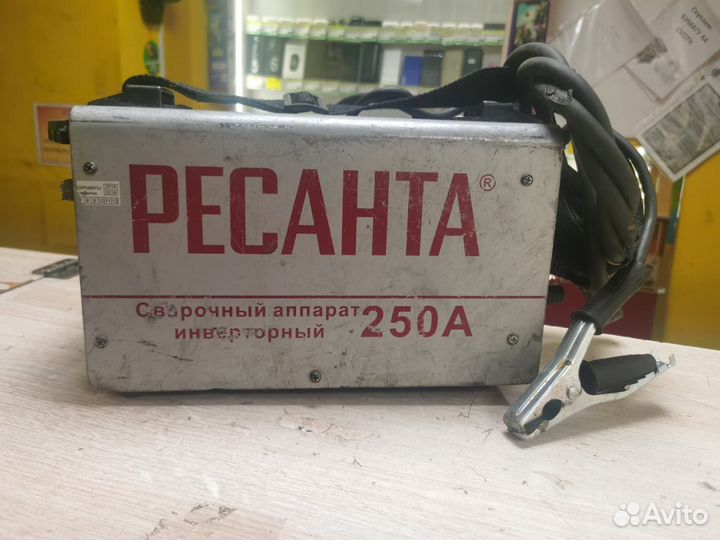 РЕСАНТА®
Сварочный аппарат
инверторный 250А
Avito